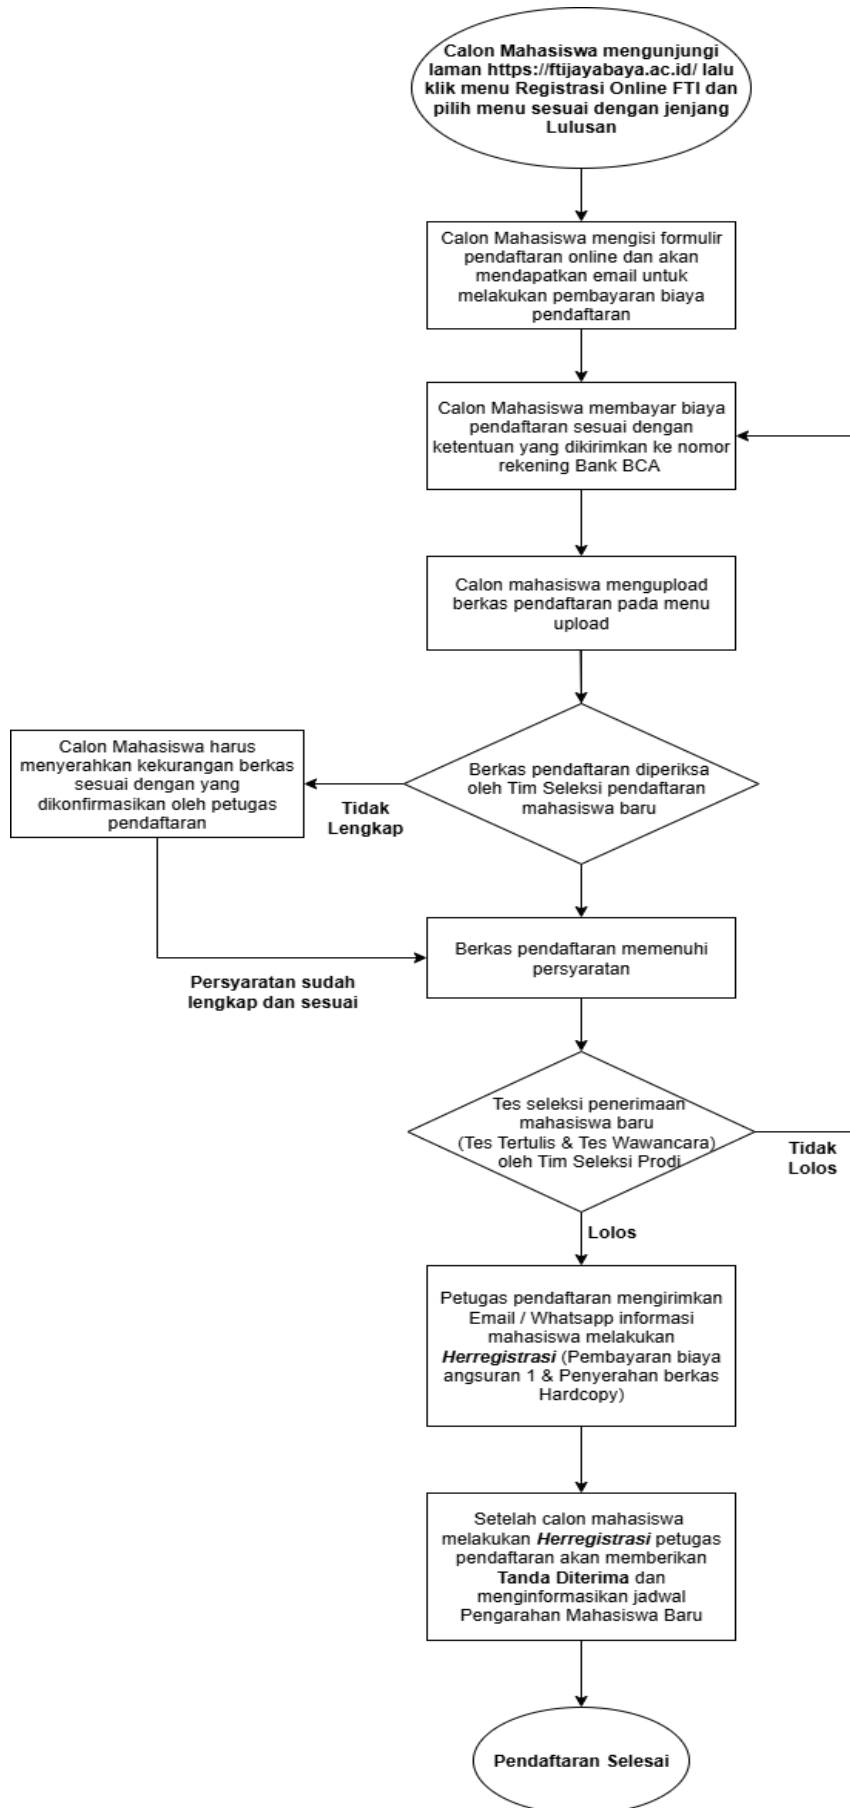 Calon Mahasiswa mengunjungi
laman https://ftijayabaya.ac.id/ lalu
klik menu Registrasi Online FTI dan
pilih menu sesuai dengan jenjang
Lulusan
Calon Mahasiswa mengisi formulir
pendaftaran online dan akan
mendapatkan email untuk
melakukan pembayaran biaya
pendaftaran
Calon Mahasiswa membayar biaya
pendaftaran sesuai dengan
ketentuan yang dikirimkan ke nomor
rekening Bank BCA
Calon mahasiswa mengupload
berkas pendaftaran pada menu
upload
Berkas pendaftaran diperiksa
oleh Tim Seleksi pendaftaran
mahasiswa baru
Tidak
Lengkap
Calon Mahasiswa harus
menyerahkan kekurangan berkas
sesuai dengan yang
dikonfirmasikan oleh petugas
pendaftaran
Persyaratan sudah
lengkap dan sesuai
Berkas pendaftaran memenuhi
persyaratan
Tes seleksi penerimaan
mahasiswa baru
(Tes Tertulis & Tes Wawancara)
oleh Tim Seleksi Prodi
Tidak
Lolos
Lolos
Petugas pendaftaran mengirimkan
Email / Whatsapp informasi
mahasiswa melakukan
Herregistrasi (Pembayaran biaya
angsuran 1 & Penyerahan berkas
Hardcopy)
Setelah calon mahasiswa
melakukan Herregistrasi petugas
pendaftaran akan memberikan
Tanda Diterima dan
menginformasikan jadwal
Pengarahan Mahasiswa Baru
Pendaftaran Selesai